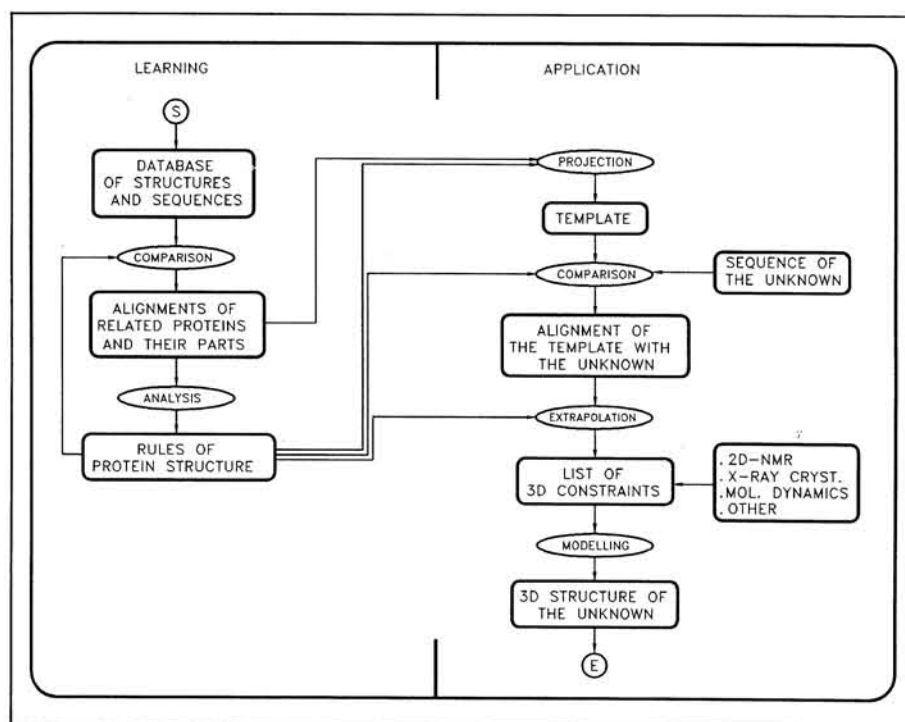 LEARNING
S
DATABASE
OF STRUCTURES
AND SEQUENCES
COMPARISON
ALIGNMENTS OF
RELATED PROTEINS
AND THEIR PARTS
ANALYSIS
RULES OF
PROTEIN STRUCTURE
APPLICATION
PROJECTION
TEMPLATE
COMPARISON
SEQUENCE OF
THE UNKNOWN
ALIGNMENT OF
THE TEMPLATE WITH
THE UNKNOWN
EXTRAPOLATION
LIST OF
3D CONSTRAINTS
.2D-NMR
.X-RAY CRYST.
.MOL. DYNAMICS
.OTHER
MODELLING
3D STRUCTURE OF
THE UNKNOWN
E